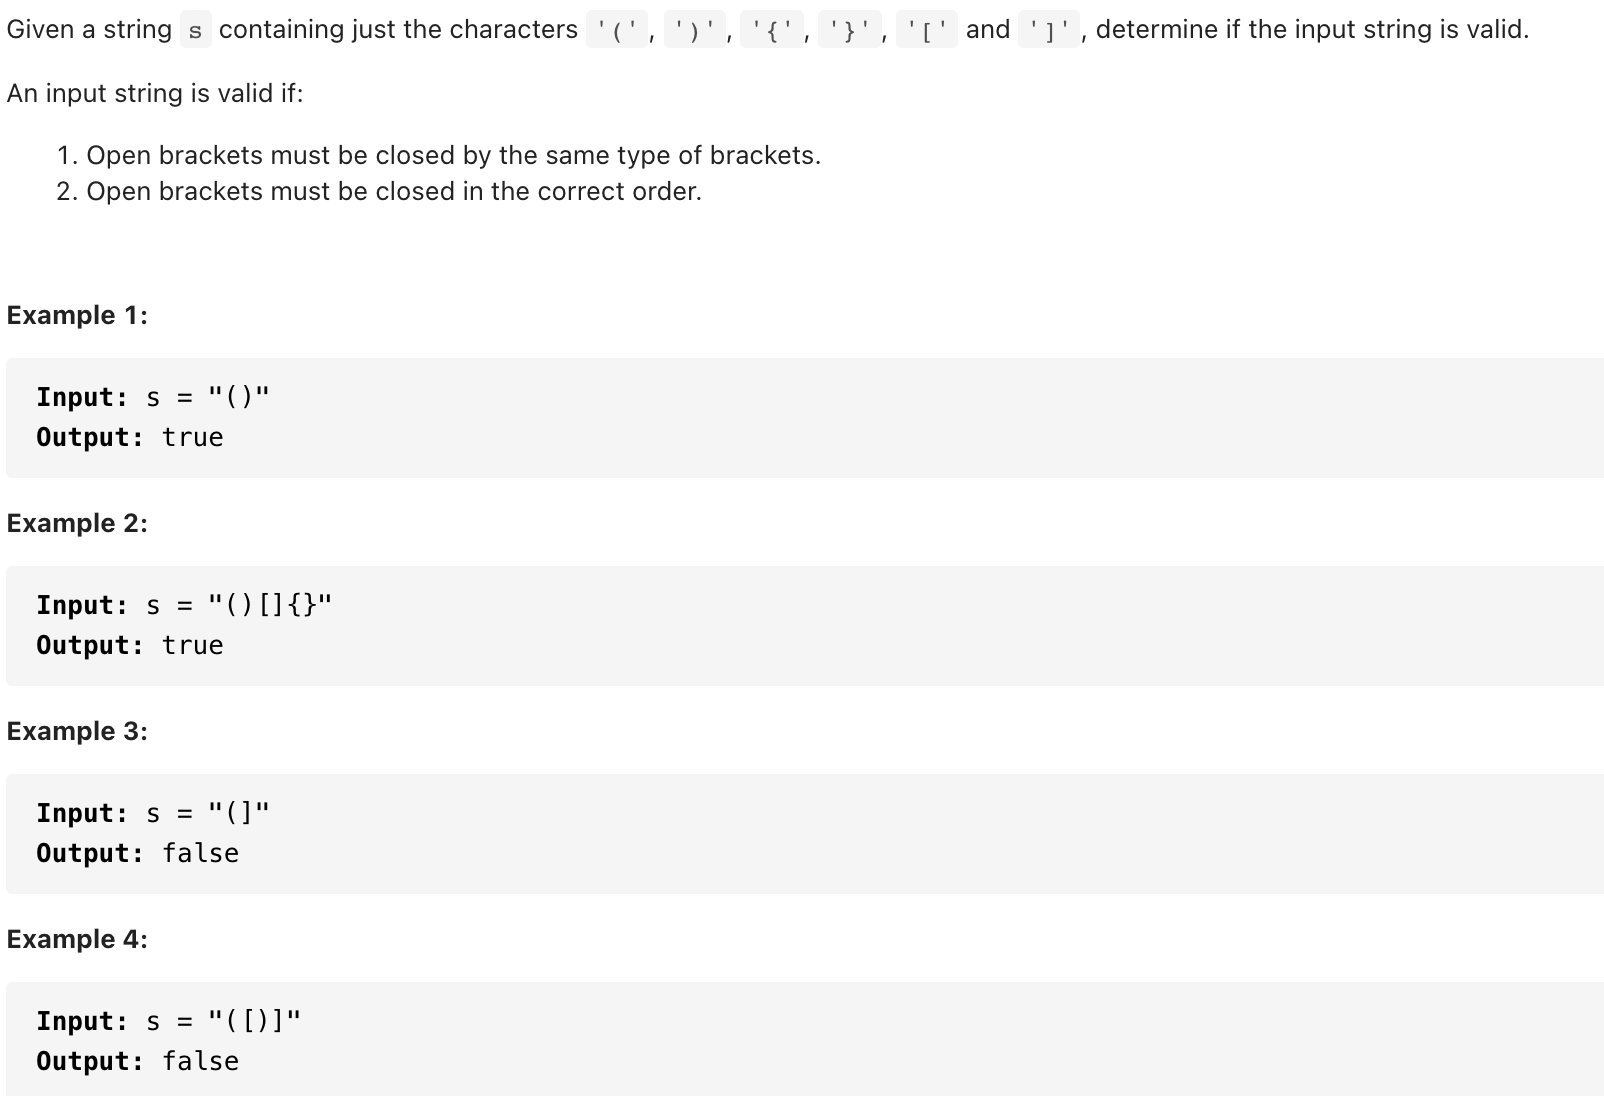 Given a string s containing just the characters '(', ')', '{', '}', '[' and ']', determine if the input string is valid.
An input string is valid if:
1. Open brackets must be closed by the same type of brackets.
2. Open brackets must be closed in the correct order.
Example 1:
Input: s = "()"
Output: true
Example 2:
Input: s = "()[]{}"
Output: true
Example 3:
Input: s = "(]"
Output: false
Example 4:
Input: s = "([)]"
Output: false